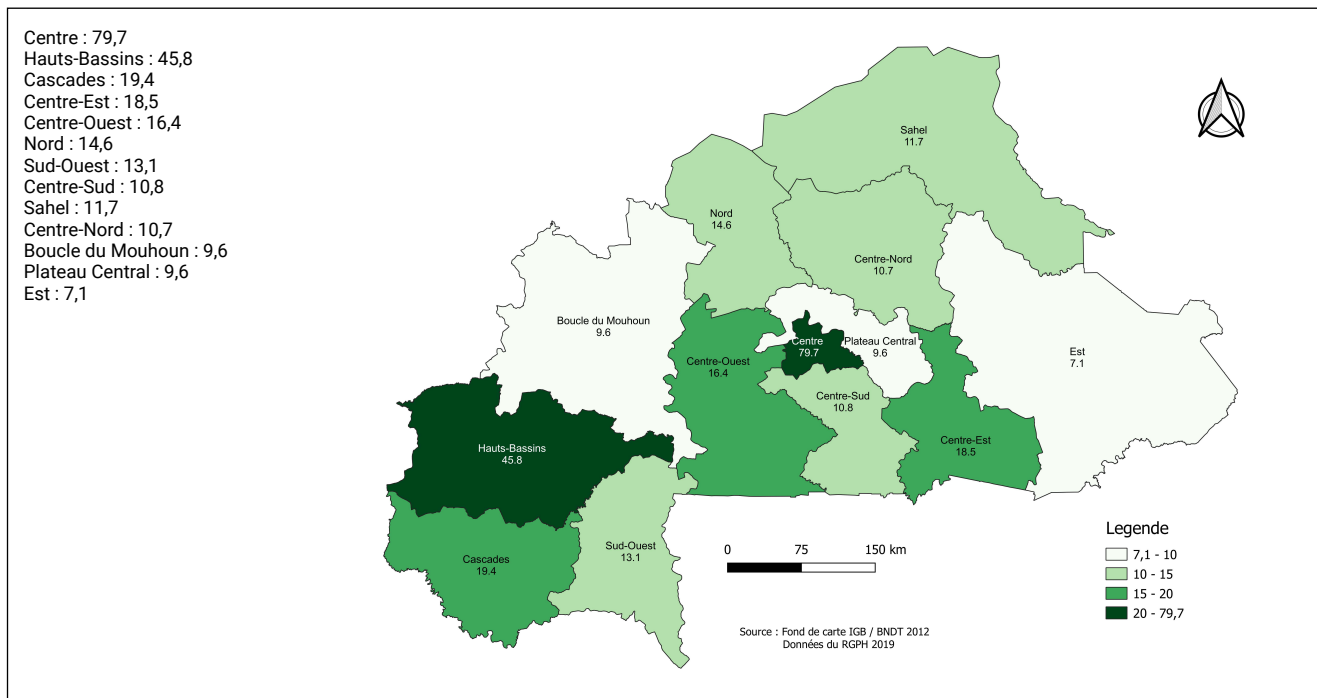 Centre : 79,7
Hauts-Bassins : 45,8
Cascades : 19,4
Centre-Est : 18,5
Centre-Ouest : 16,4
Nord : 14,6
Sud-Ouest : 13,1
Centre-Sud : 10,8
Sahel : 11,7
Centre-Nord : 10,7
Boucle du Mouhoun : 9,6
Plateau Central : 9,6
Est : 7,1
Sahel
11.7
Nord
14.6
Centre-Nord
10.7
Boucle du Mouhoun
9.6
Centre
79.7
Plateau Central
9.6
Est
7.1
Centre-Ouest
16.4
Centre-Sud
10.8
Centre-Est
18.5
Hauts-Bassins
45.8
Sud-Ouest
13.1
Cascades
19.4
0 75 150 km
Legende
7,1 - 10
10 - 15
15 - 20
20 - 79,7
Source : Fond de carte IGB / BNDT 2012
Données du RGPH 2019